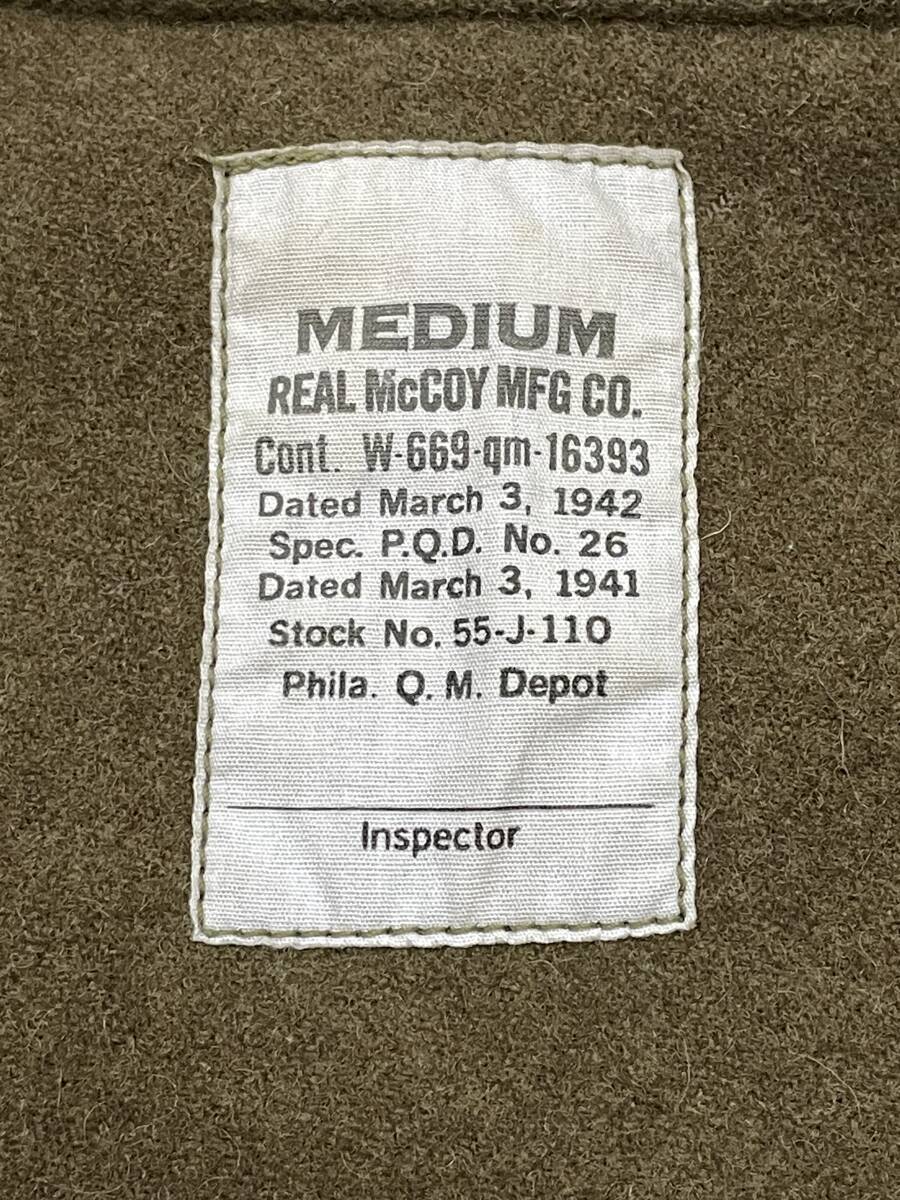 MEDIUM
REAL McCOY MFG CO.
Cont. W-669-qm-16393
Dated March 3, 1942
Spec. P.Q.D. No. 26
Dated March 3, 1941
Stock No. 55-J-110
Phila. Q. M. Depot
Inspector